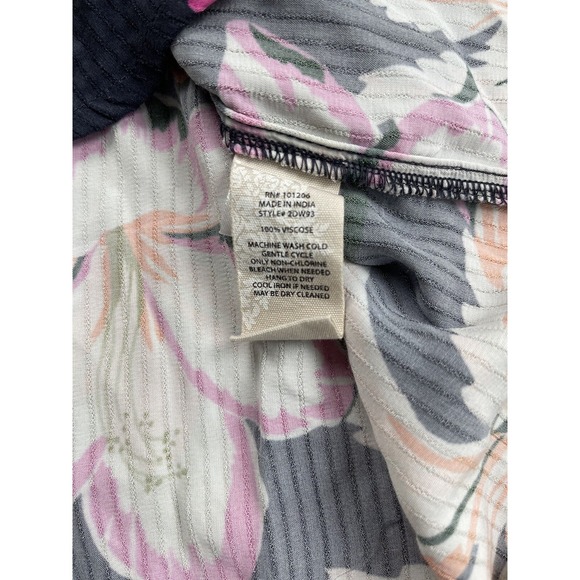 RN# 101206
MADE IN INDIA
STYLE# 2DW93
100% VISCOSE
MACHINE WASH COLD
GENTLE CYCLE
ONLY NON-CHLORINE
BLEACH WHEN NEEDED
HANG TO DRY
COOL IRON IF NEEDED
MAY BE DRY CLEANED